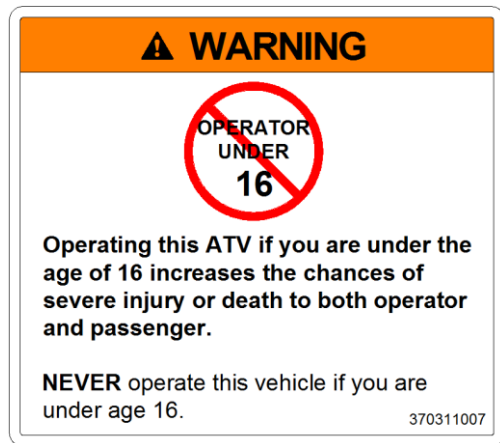 WARNING
OPERATOR
UNDER
16
Operating this ATV if you are under the
age of 16 increases the chances of
severe injury or death to both operator
and passenger.
NEVER operate this vehicle if you are
under age 16.
370311007